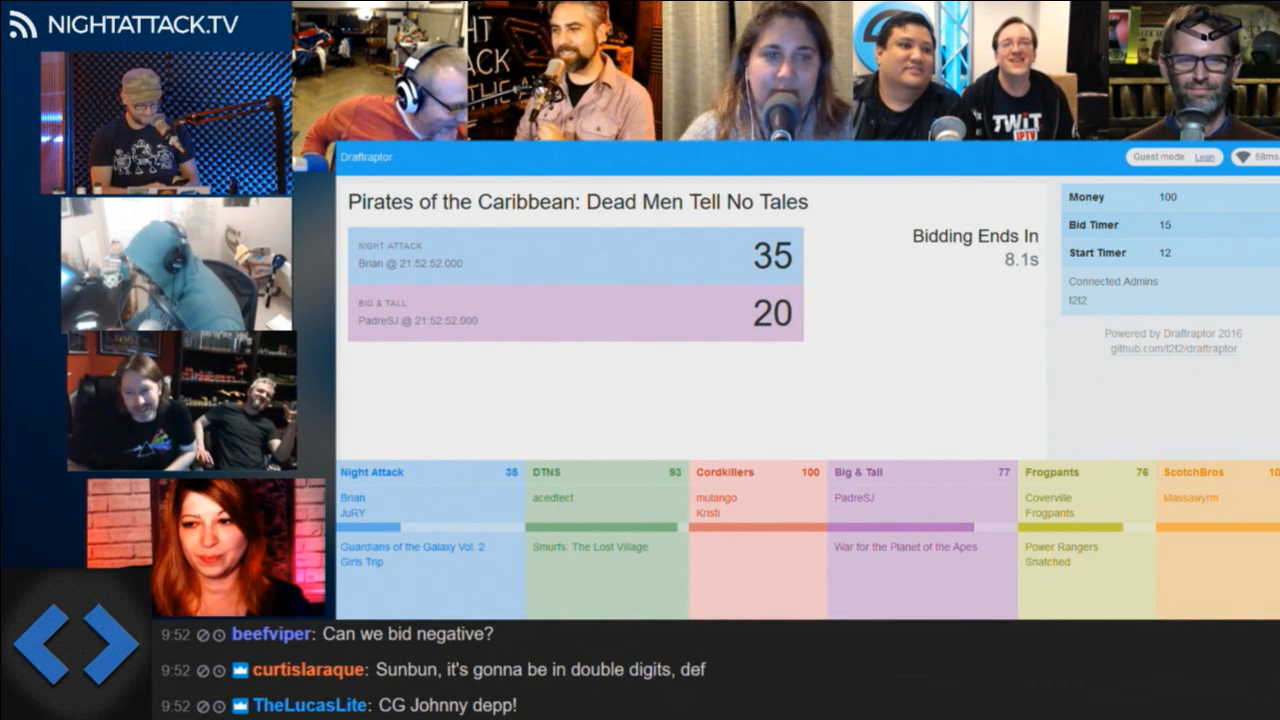 NIGHTATTACK.TV
TWiT
IPTV
Draftraptor
Guest mode Login 58ms
Pirates of the Caribbean: Dead Men Tell No Tales
NIGHT ATTACK
Brian @ 21:52:52.000
35
BIG & TALL
PadreSJ @ 21:52:52.000
20
Bidding Ends In
8.1s
Money 100
Bid Timer 15
Start Timer 12
Connected Admins
t2t2
Powered by Draftraptor 2016
github.com/t2t2/draftraptor
Night Attack 35
Brian
JuRY
Guardians of the Galaxy Vol. 2
Girls Trip
DTNS 93
acedtect
Smurfs: The Lost Village
Cordkillers 100
mulango
Kristi
Big & Tall 77
PadreSJ
War for the Planet of the Apes
Frogpants 76
Coverville
Frogpants
Power Rangers
Snatched
ScotchBros 10
Massawyrm
9:52 beefviper: Can we bid negative?
9:52 curtislaraque: Sunbun, it's gonna be in double digits, def
9:52 TheLucasLite: CG Johnny depp!